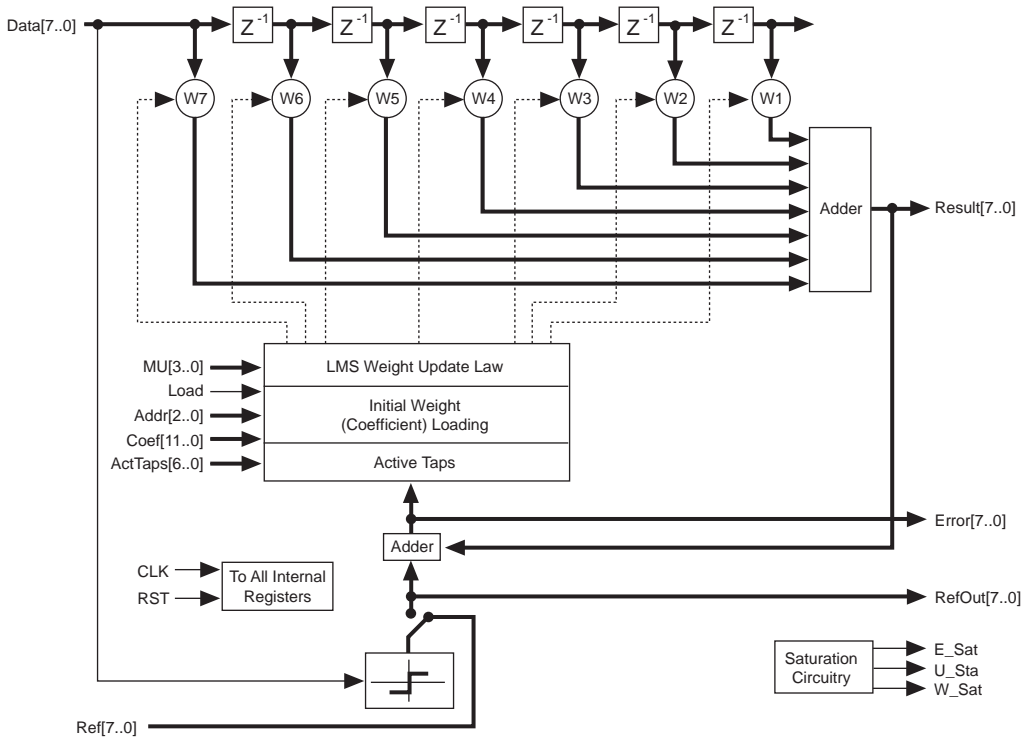 Data[7..0]
Z-1
Z-1
Z-1
Z-1
Z-1
Z-1
W7
W6
W5
W4
W3
W2
W1
Adder
Result[7..0]
MU[3..0]
Load
Addr[2..0]
Coef[11..0]
ActTaps[6..0]
LMS Weight Update Law
Initial Weight
(Coefficient) Loading
Active Taps
Error[7..0]
Adder
CLK
RST
To All Internal
Registers
RefOut[7..0]
Saturation
Circuitry
E_Sat
U_Sta
W_Sat
Ref[7..0]